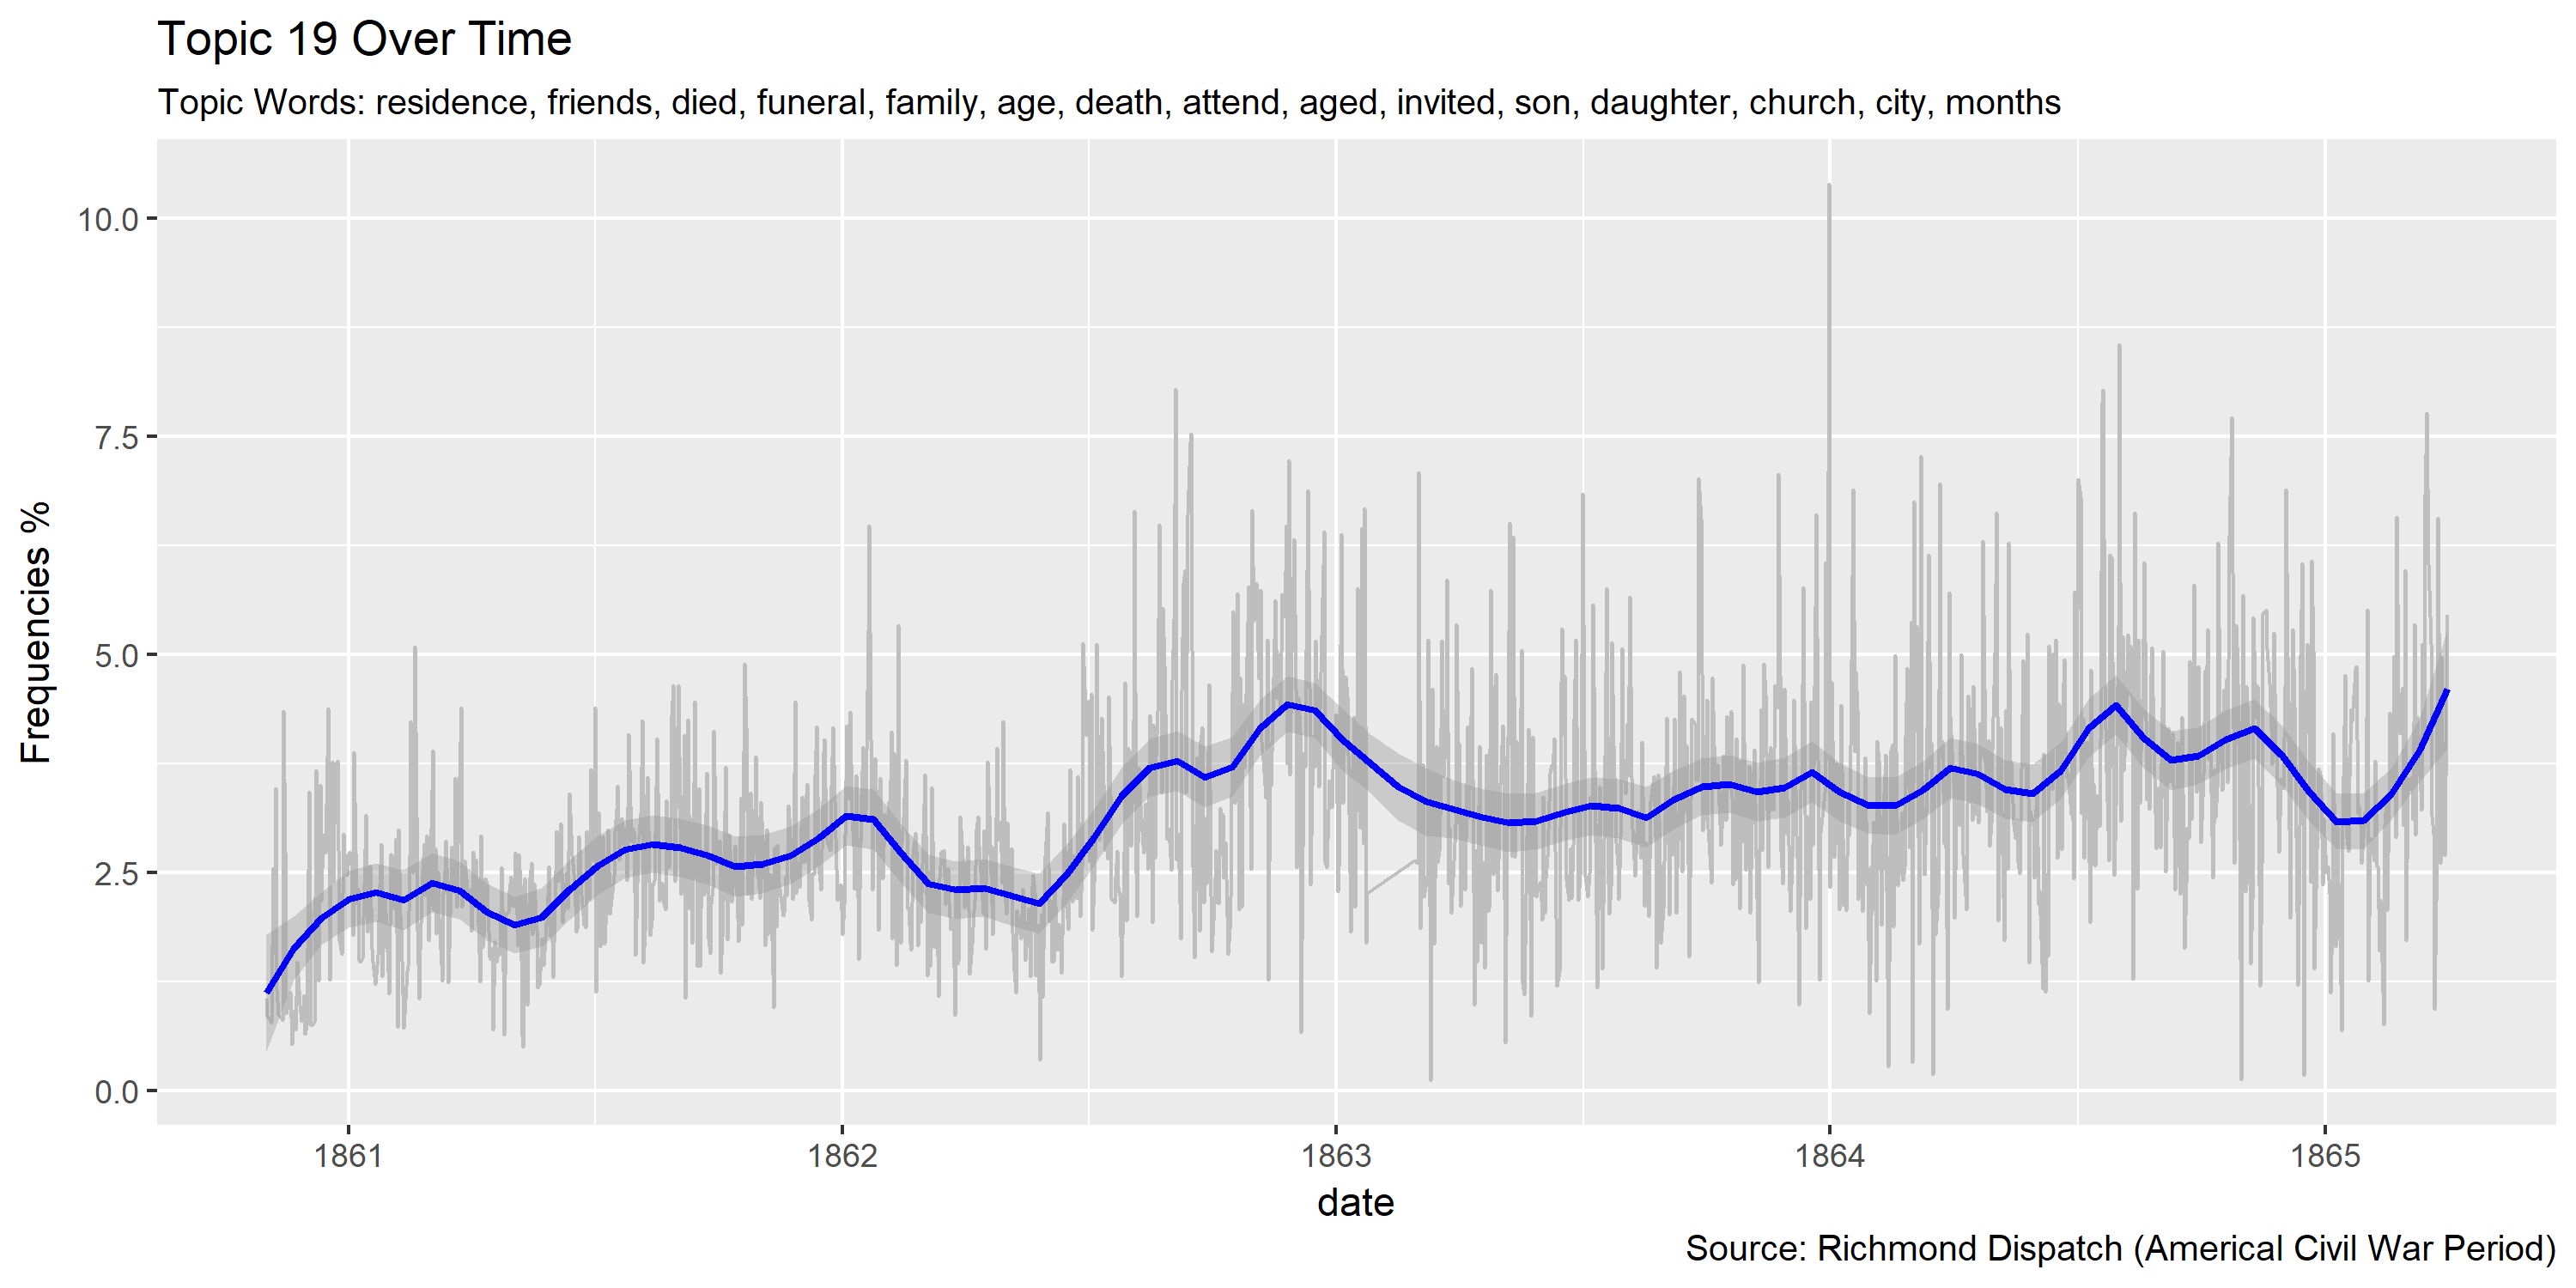 Topic 19 Over Time
Topic Words: residence, friends, died, funeral, family, age, death, attend, aged, invited, son, daughter, church, city, months
Frequencies %
10.0
7.5
5.0
2.5
0.0
1861 1862 1863 1864 1865
date
Source: Richmond Dispatch (Americal Civil War Period)